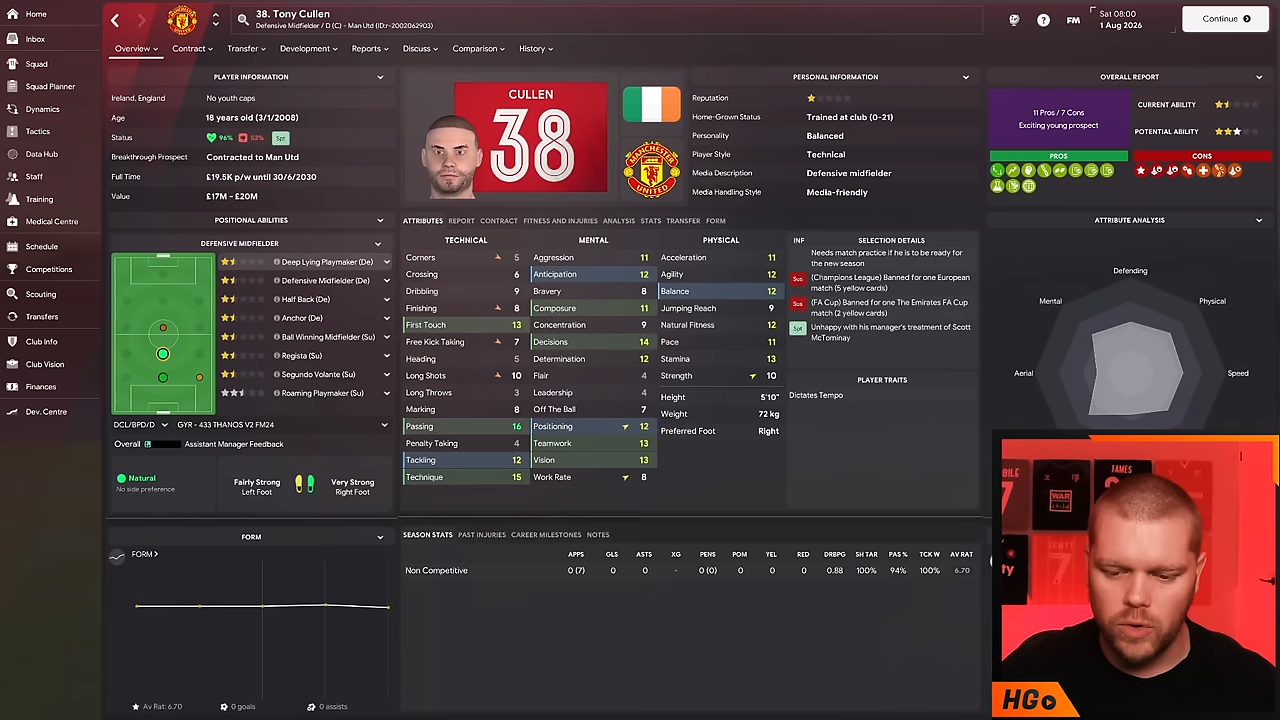 Home
Inbox
Squad
Squad Planner
Dynamics
Tactics
Data Hub
Staff
Training
Medical Centre
Schedule
Competitions
Scouting
Transfers
Club Info
Club Vision
Finances
Dev. Centre
38. Tony Cullen
Defensive Midfielder / D (C) - Man Utd (ID:r-2002062903)
FM
Sat 08:00
1 Aug 2026
Continue
Overview
Contract
Transfer
Development
Reports
Discuss
Comparison
History
PLAYER INFORMATION
Ireland, England No youth caps
Age 18 years old (3/1/2008)
Status 96% 52% Spt
Breakthrough Prospect Contracted to Man Utd
Full Time £19.5K p/w until 30/6/2030
Value £17M - £20M
CULLEN
38
MANCHESTER
UNITED
PERSONAL INFORMATION
Reputation
Home-Grown Status Trained at club (0-21)
Personality Balanced
Player Style Technical
Media Description Defensive midfielder
Media Handling Style Media-friendly
OVERALL REPORT
11 Pros / 7 Cons
Exciting young prospect
CURRENT ABILITY
POTENTIAL ABILITY
PROS
CONS
POSITIONAL ABILITIES
DEFENSIVE MIDFIELDER
Deep Lying Playmaker (De)
Defensive Midfielder (De)
Half Back (De)
Anchor (De)
Ball Winning Midfielder (Su)
Regista (Su)
Segundo Volante (Su)
Roaming Playmaker (Su)
DCL/BPD/D GYR - 433 THANOS V2 FM24
Overall Assistant Manager Feedback
Natural
No side preference
Fairly Strong
Left Foot
Very Strong
Right Foot
ATTRIBUTES REPORT CONTRACT FITNESS AND INJURIES ANALYSIS STATS TRANSFER FORM
TECHNICAL
Corners 5
Crossing 6
Dribbling 9
Finishing 8
First Touch 13
Free Kick Taking 7
Heading 5
Long Shots 10
Long Throws 3
Marking 8
Passing 16
Penalty Taking 4
Tackling 12
Technique 15
MENTAL
Aggression 11
Anticipation 12
Bravery 8
Composure 11
Concentration 9
Decisions 14
Determination 12
Flair 4
Leadership 4
Off The Ball 7
Positioning 12
Teamwork 13
Vision 13
Work Rate 8
PHYSICAL
Acceleration 11
Agility 12
Balance 12
Jumping Reach 9
Natural Fitness 12
Pace 11
Stamina 13
Strength 10
Height 5'10"
Weight 72 kg
Preferred Foot Right
INF SELECTION DETAILS
Needs match practice if he is to be ready for
the new season
Sus (Champions League) Banned for one European
match (5 yellow cards)
Sus (FA Cup) Banned for one The Emirates FA Cup
match (2 yellow cards)
Spt Unhappy with his manager's treatment of Scott
McTominay
PLAYER TRAITS
Dictates Tempo
ATTRIBUTE ANALYSIS
Defending
Mental
Physical
Aerial
Speed
FORM
FORM
Av Rat: 6.70 0 goals 0 assists
SEASON STATS PAST INJURIES CAREER MILESTONES NOTES
APPS GLS ASTS XG PENS POM YEL RED DRBPG SH TAR PAS % TCK W AV RAT
Non Competitive 0 (7) 0 0 - 0 (0) 0 0 0 0.88 100% 94% 100% 6.70
JAMES
WAR
7
HG